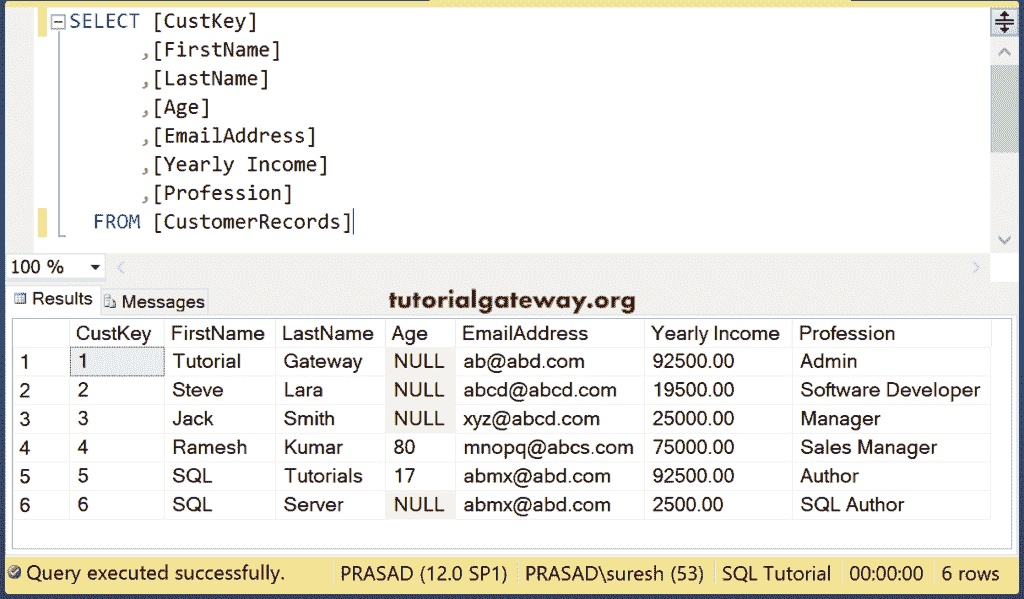 SELECT [CustKey]
,[FirstName]
,[LastName]
,[Age]
,[EmailAddress]
,[Yearly Income]
,[Profession]
FROM [CustomerRecords]
100 %
Results Messages tutorialgateway.org
CustKey FirstName LastName Age EmailAddress Yearly Income Profession
1 1 Tutorial Gateway NULL ab@abd.com 92500.00 Admin
2 2 Steve Lara NULL abcd@abcd.com 19500.00 Software Developer
3 3 Jack Smith NULL xyz@abcd.com 25000.00 Manager
4 4 Ramesh Kumar 80 mnopq@abcs.com 75000.00 Sales Manager
5 5 SQL Tutorials 17 abmx@abd.com 92500.00 Author
6 6 SQL Server NULL abmx@abd.com 2500.00 SQL Author
Query executed successfully. PRASAD (12.0 SP1) PRASAD\suresh (53) SQL Tutorial 00:00:00 6 rows